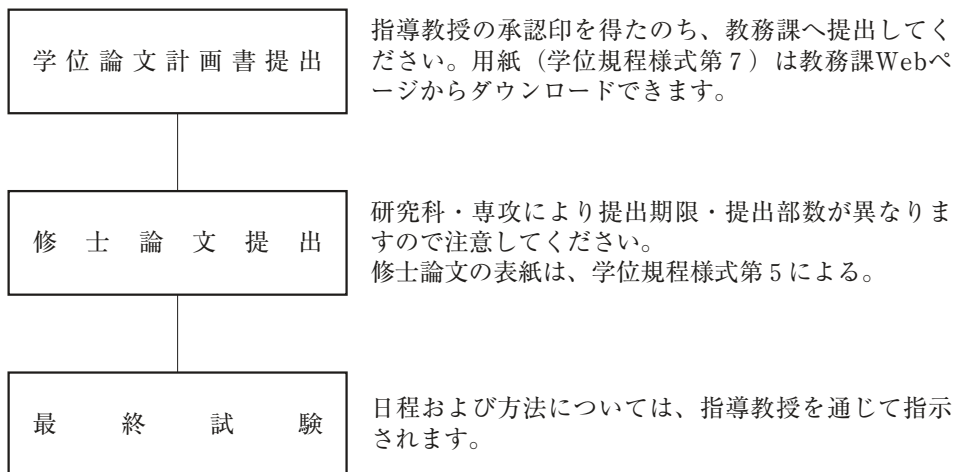 学位論文計画書提出
指導教授の承認印を得たのち、教務課へ提出してく
ださい。用紙（学位規程様式第７）は教務課Webペ
ージからダウンロードできます。
修士論文提出
研究科・専攻により提出期限・提出部数が異なりま
すので注意してください。
修士論文の表紙は、学位規程様式第５による。
最終試験
日程および方法については、指導教授を通じて指示
されます。